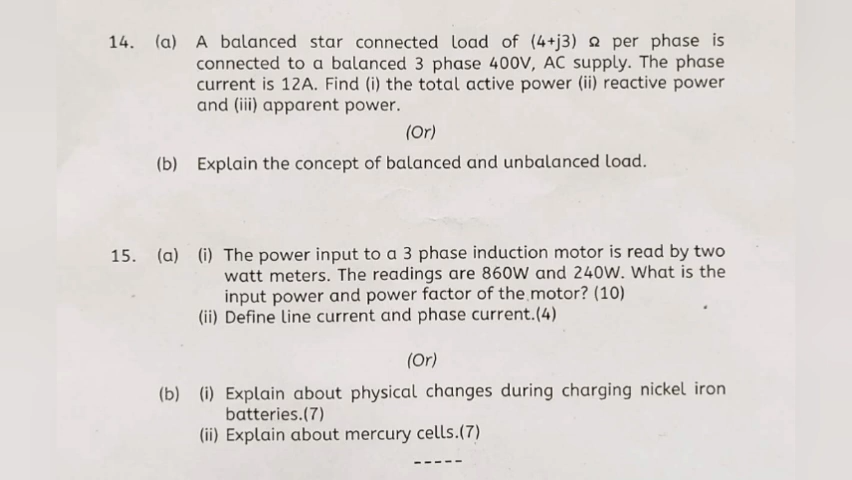 14. (a) A balanced star connected load of (4+j3) Ω per phase is
connected to a balanced 3 phase 400V, AC supply. The phase
current is 12A. Find (i) the total active power (ii) reactive power
and (iii) apparent power.
(Or)
(b) Explain the concept of balanced and unbalanced load.
15. (a) (i) The power input to a 3 phase induction motor is read by two
watt meters. The readings are 860W and 240W. What is the
input power and power factor of the motor? (10)
(ii) Define line current and phase current.(4)
(Or)
(b) (i) Explain about physical changes during charging nickel iron
batteries.(7)
(ii) Explain about mercury cells.(7)
-----